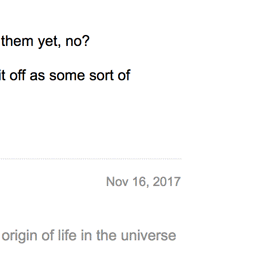 them yet, no?
it off as some sort of
Nov 16, 2017
origin of life in the universe